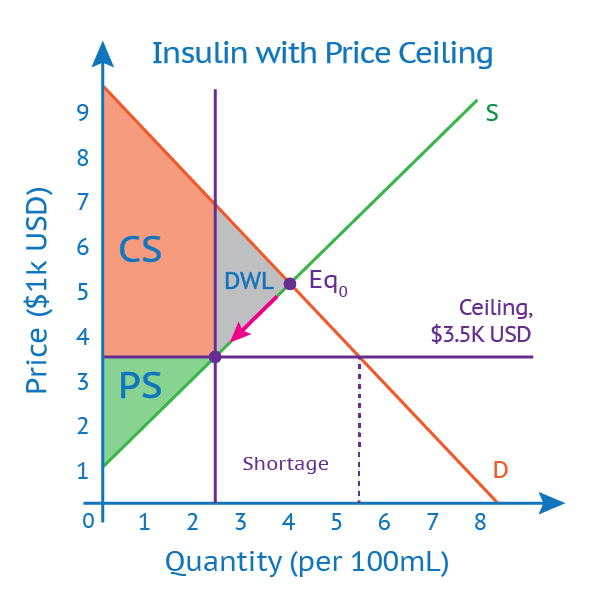 Insulin with Price Ceiling
Price ($1k USD)
9
8
7
6
5
4
3
2
1
0
1
2
3
4
5
6
7
8
Quantity (per 100mL)
S
CS
DWL
Eq0
Ceiling,
$3.5K USD
PS
Shortage
D